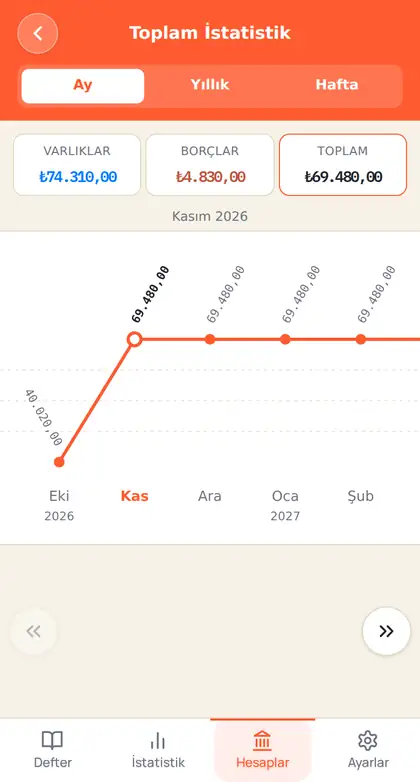 Toplam İstatistik
Ay Yıllık Hafta
VARLIKLAR BORÇLAR TOPLAM
₺74.310,00 ₺4.830,00 ₺69.480,00
Kasım 2026
69.480,00 69.480,00 69.480,00 69.480,00
40.020,00
Eki Kas Ara Oca Şub
2026 2027
Defter İstatistik Hesaplar Ayarlar